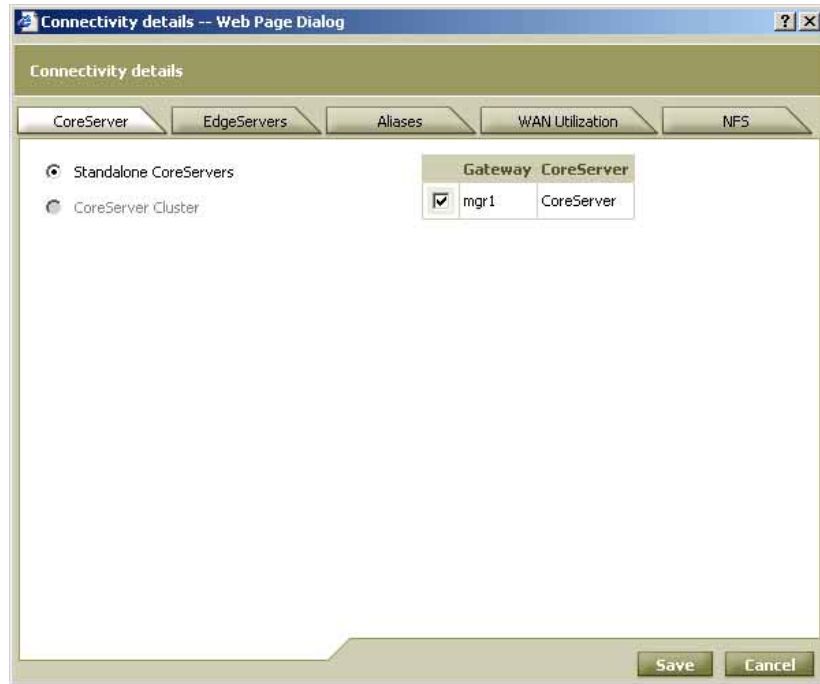 Connectivity details -- Web Page Dialog
Connectivity details
CoreServer EdgeServers Aliases WAN Utilization NFS
Standalone CoreServers
CoreServer Cluster
Gateway CoreServer
mgr1 CoreServer
Save Cancel